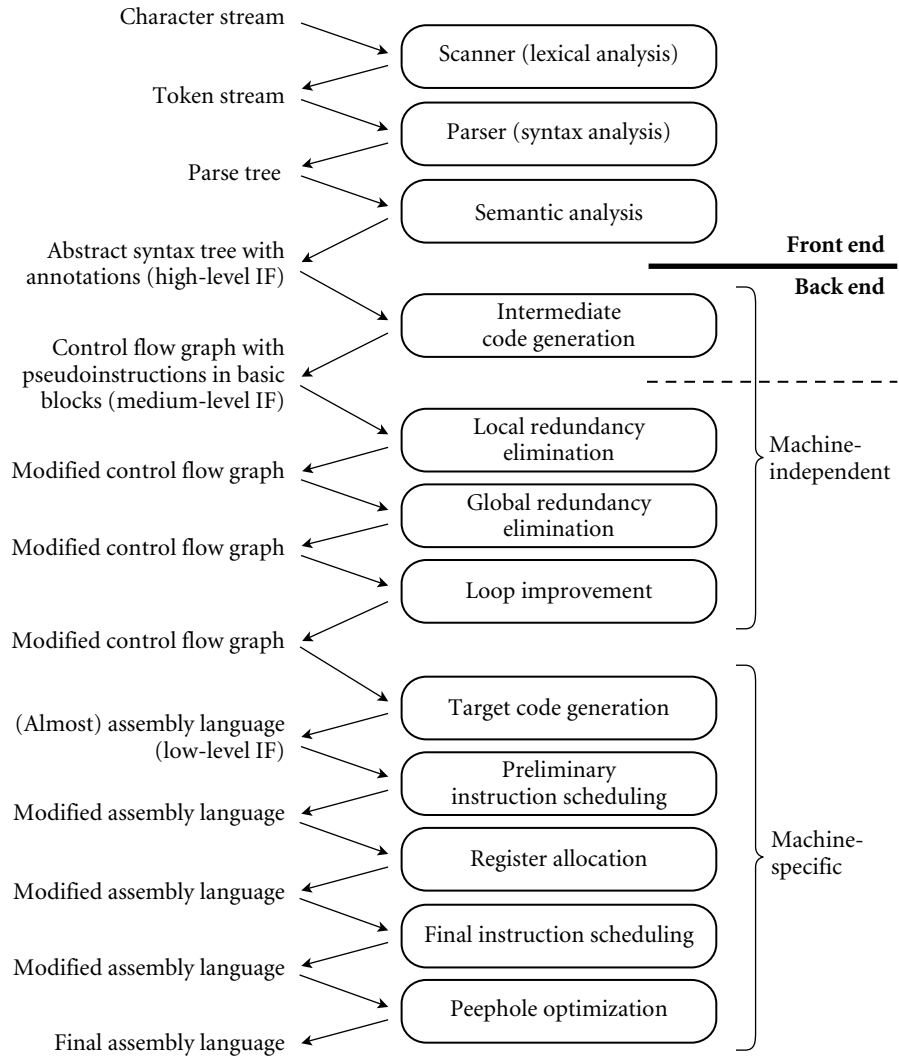 Character stream
Scanner (lexical analysis)
Token stream
Parser (syntax analysis)
Parse tree
Semantic analysis
Abstract syntax tree with
annotations (high-level IF)
Front end
Back end
Intermediate
code generation
Control flow graph with
pseudoinstructions in basic
blocks (medium-level IF)
Local redundancy
elimination
Machine-
independent
Modified control flow graph
Global redundancy
elimination
Modified control flow graph
Loop improvement
Modified control flow graph
Target code generation
(Almost) assembly language
(low-level IF)
Preliminary
instruction scheduling
Modified assembly language
Register allocation
Machine-
specific
Modified assembly language
Final instruction scheduling
Modified assembly language
Peephole optimization
Final assembly language